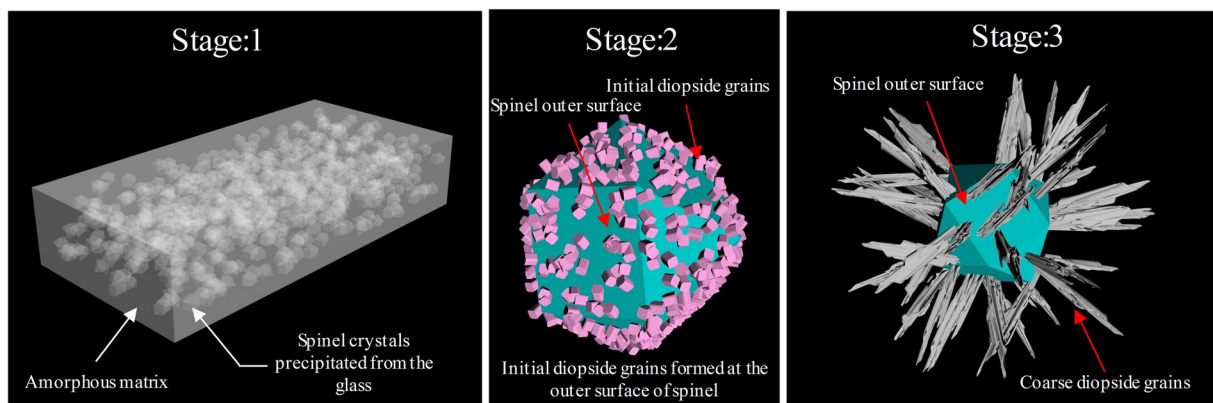 Stage:1
Amorphous matrix
Spinel crystals
precipitated from the
glass
Stage:2
Initial diopside grains
Spinel outer surface
Initial diopside grains formed at the
outer surface of spinel
Stage:3
Spinel outer surface
Coarse diopside grains